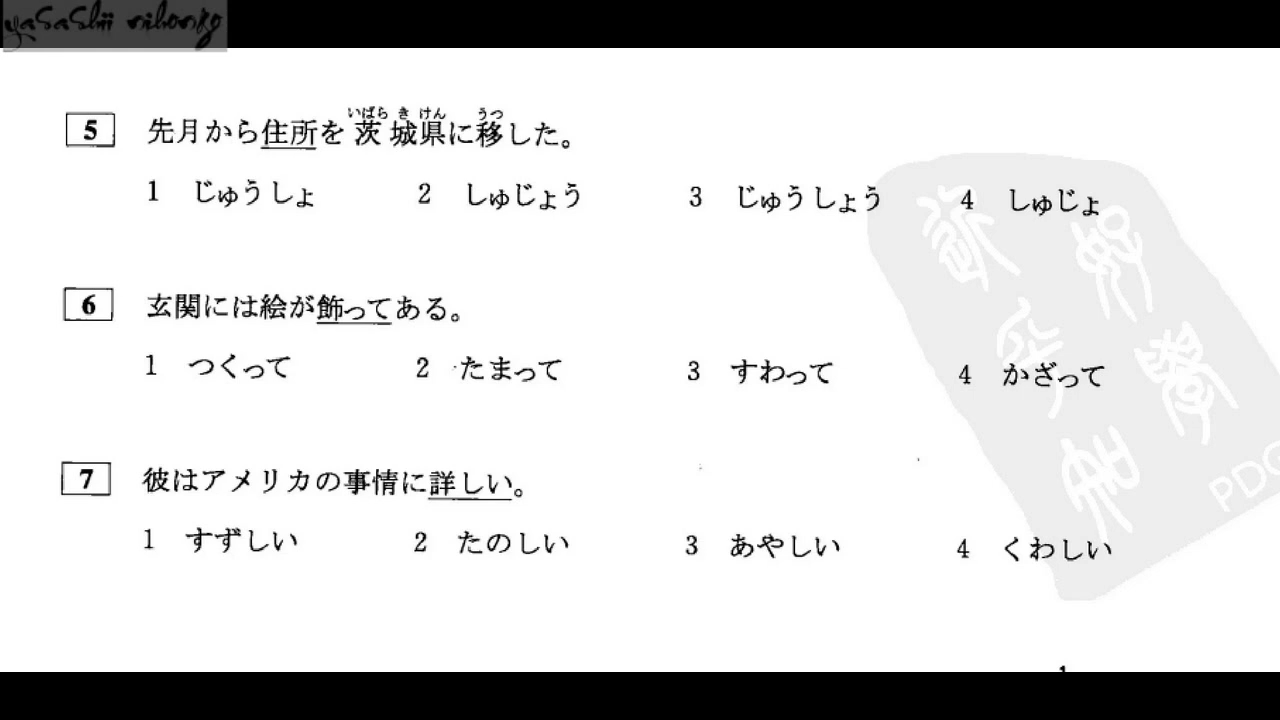 yaSaShii nihongo
5 先月から住所を茨城県に移した。
いばら き けん うつ
1 じゅうしょ 2 しゅじょう 3 じゅうしょう 4 しゅじょ
6 玄関には絵が飾ってある。
1 つくって 2 たまって 3 すわって 4 かざって
7 彼はアメリカの事情に詳しい。
1 すずしい 2 たのしい 3 あやしい 4 くわしい
PDG